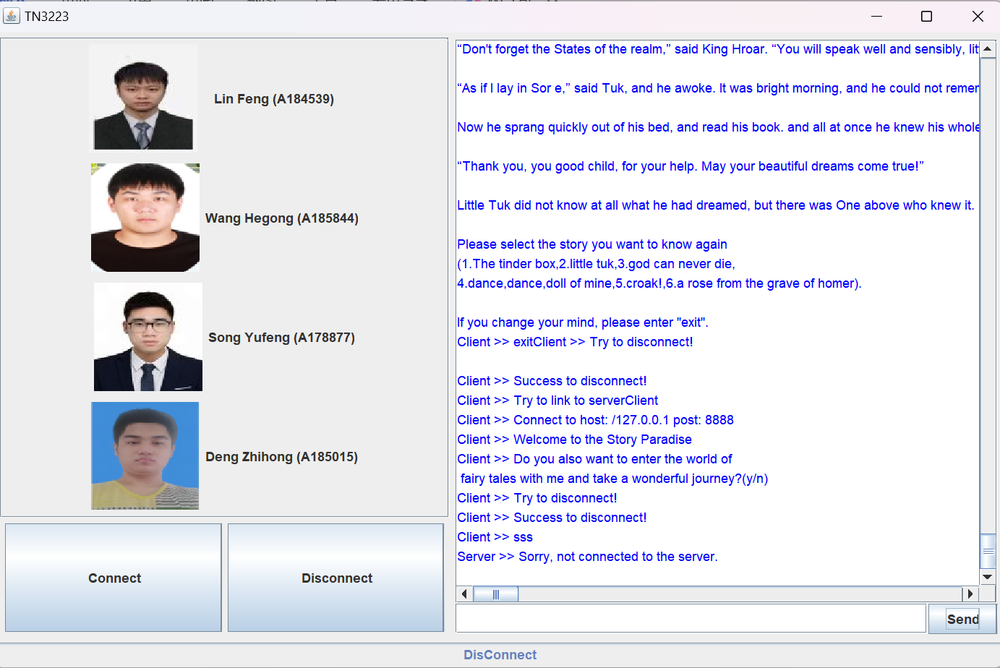 TN3223
Lin Feng (A184539)
Wang Hegong (A185844)
Song Yufeng (A178877)
Deng Zhihong (A185015)
Connect
Disconnect
“Don't forget the States of the realm,” said King Hroar. “You will speak well and sensibly,
“As if I lay in Sor e,” said Tuk, and he awoke. It was bright morning, and he could not
Now he sprang quickly out of his bed, and read his book. and all at once he knew his whole
“Thank you, you good child, for your help. May your beautiful dreams come true!”
Little Tuk did not know at all what he had dreamed, but there was One above who knew it.
Please select the story you want to know again
(1.The tinder box,2.little tuk,3.god can never die,
4.dance,dance,doll of mine,5.croak!,6.a rose from the grave of homer).
If you change your mind, please enter "exit".
Client >> exitClient >> Try to disconnect!
Client >> Success to disconnect!
Client >> Try to link to serverClient
Client >> Connect to host: /127.0.0.1 post: 8888
Client >> Welcome to the Story Paradise
Client >> Do you also want to enter the world of
fairy tales with me and take a wonderful journey?(y/n)
Client >> Try to disconnect!
Client >> Success to disconnect!
Client >> sss
Server >> Sorry, not connected to the server.
Send
DisConnect